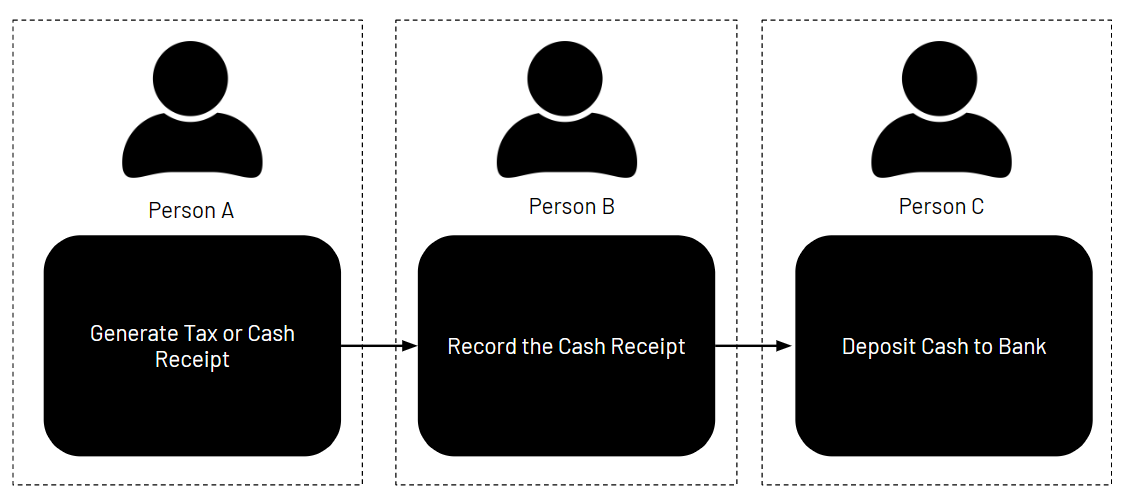 Person A
Person B
Person C
Generate Tax or Cash
Receipt
Record the Cash Receipt
Deposit Cash to Bank